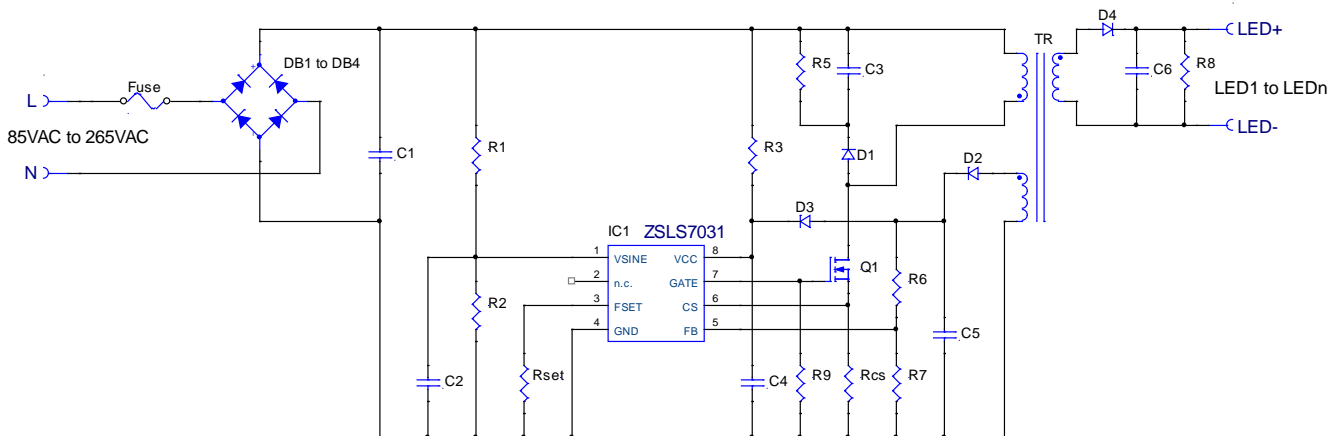 D4
LED+
TR
DB1 to DB4
Fuse
R5
C3
C6
R8
L
LED1 to LEDn
85VAC to 265VAC
C1
R1
R3
D1
LED-
N
D2
D3
IC1 ZSLS7031
1 VSINE VCC 8
2 n.c. GATE 7
3 FSET CS 6
4 GND FB 5
Q1
R6
R2
C5
C2
Rset
C4
R9
Rcs
R7